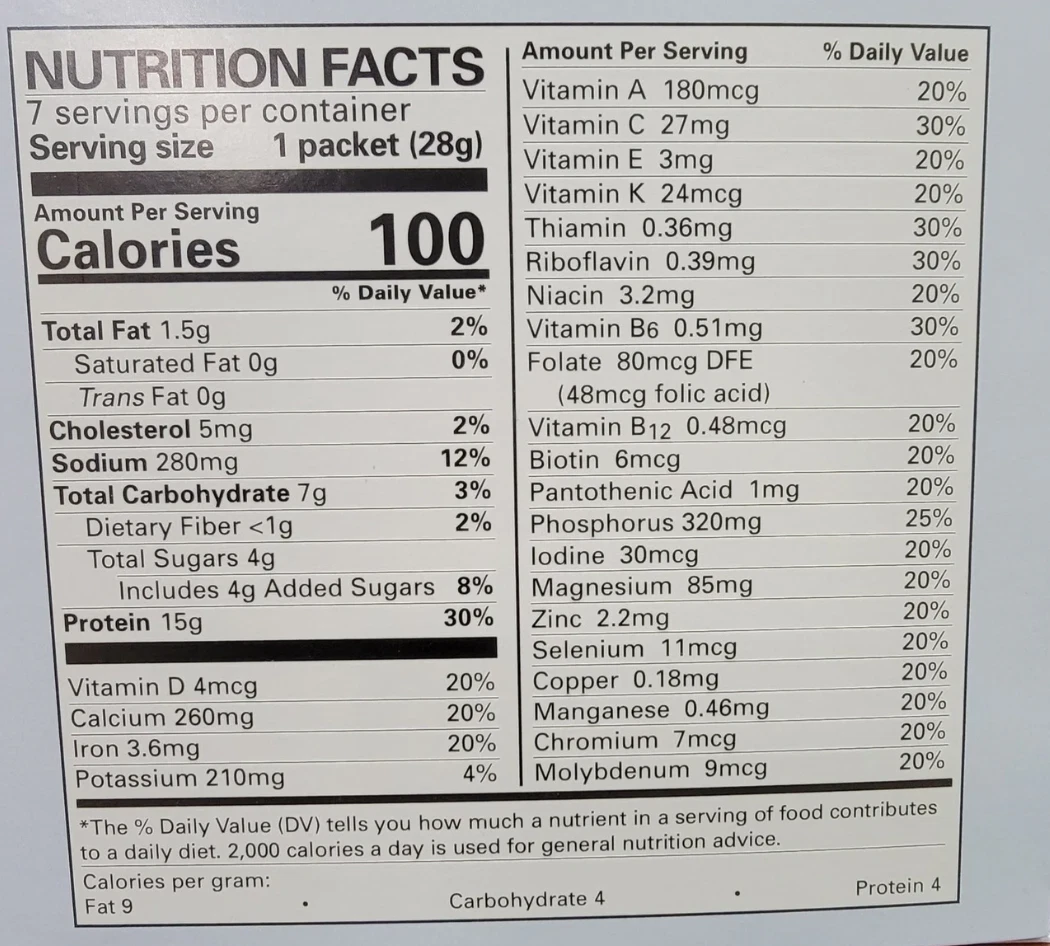 NUTRITION FACTS
7 servings per container
Serving size 1 packet (28g)
Amount Per Serving
Calories 100
% Daily Value*
Total Fat 1.5g 2%
Saturated Fat 0g 0%
Trans Fat 0g
Cholesterol 5mg 2%
Sodium 280mg 12%
Total Carbohydrate 7g 3%
Dietary Fiber <1g 2%
Total Sugars 4g
Includes 4g Added Sugars 8%
Protein 15g 30%
Vitamin D 4mcg 20%
Calcium 260mg 20%
Iron 3.6mg 20%
Potassium 210mg 4%
Amount Per Serving % Daily Value
Vitamin A 180mcg 20%
Vitamin C 27mg 30%
Vitamin E 3mg 20%
Vitamin K 24mcg 20%
Thiamin 0.36mg 30%
Riboflavin 0.39mg 30%
Niacin 3.2mg 20%
Vitamin B6 0.51mg 30%
Folate 80mcg DFE 20%
(48mcg folic acid)
Vitamin B12 0.48mcg 20%
Biotin 6mcg 20%
Pantothenic Acid 1mg 20%
Phosphorus 320mg 25%
Iodine 30mcg 20%
Magnesium 85mg 20%
Zinc 2.2mg 20%
Selenium 11mcg 20%
Copper 0.18mg 20%
Manganese 0.46mg 20%
Chromium 7mcg 20%
Molybdenum 9mcg 20%
*The % Daily Value (DV) tells you how much a nutrient in a serving of food contributes
to a daily diet. 2,000 calories a day is used for general nutrition advice.
Calories per gram:
Fat 9 • Carbohydrate 4 • Protein 4